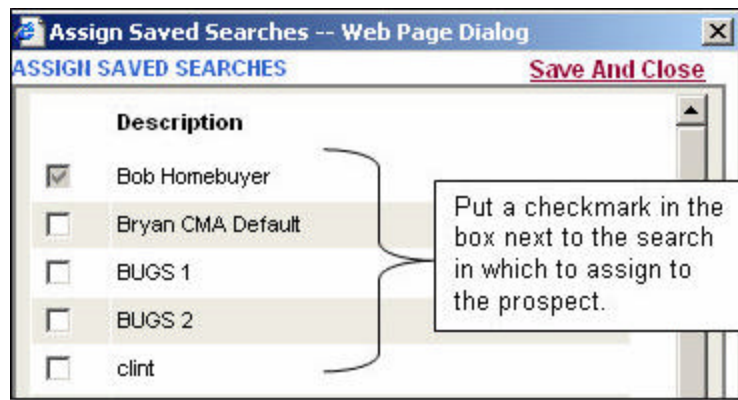 Assign Saved Searches -- Web Page Dialog
ASSIGN SAVED SEARCHES Save And Close
Description
Bob Homebuyer
Bryan CMA Default
BUGS 1
BUGS 2
clint
Put a checkmark in the
box next to the search
in which to assign to
the prospect.